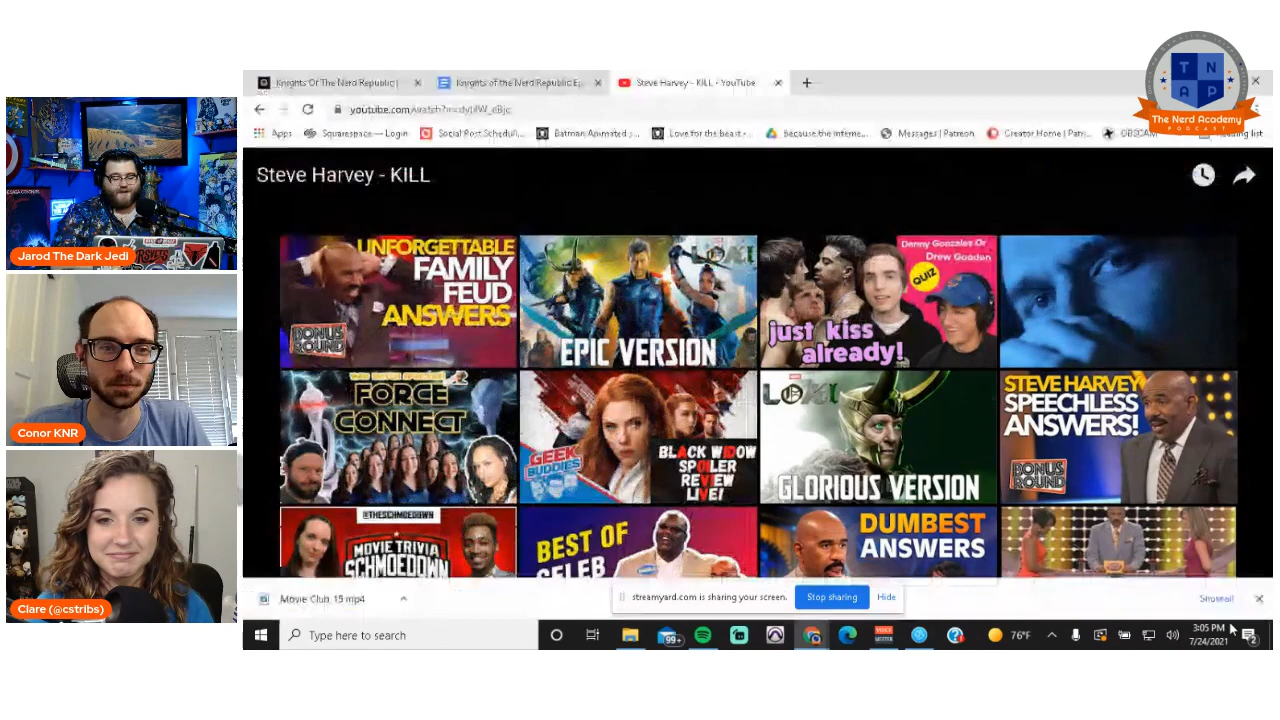 Knights Of The Nerd Republic |
Knights of the Nerd Republic Ep
Steve Harvey - KILL - YouTube
T N
A P
The Nerd Academy
PODCAST
Apps
Squarespace — Login
Social Post Schedul...
Batman Animated
Love for the beast
Because the interne...
Messages | Patreon
Creator Home | Patr...
OBSCAM
Steve Harvey - KILL
UNFORGETTABLE
FAMILY
FEUD
ANSWERS
BONUS
ROUND
LOKI
EPIC VERSION
Danny Gonzales Or
Drew Gooden
QUIZ
just kiss
already!
Jarod The Dark Jedi
FORCE
CONNECT
GEEK
BUDDIES
BLACK WIDOW
SPOILER
REVIEW
LIVE!
LOKI
GLORIOUS VERSION
STEVE HARVEY
SPEECHLESS
ANSWERS!
BONUS
ROUND
Conor KNR
@THESCHMOEDOWN
MOVIE TRIVIA
SCHMOEDOWN
BEST OF
CELEB
DUMBEST
ANSWERS
Movie Club 15.mp4
streamyard.com is sharing your screen.
Stop sharing
Hide
Show all
Clare (@cstribs)
Type here to search
99+
76°F
3:05 PM
7/24/2021
2